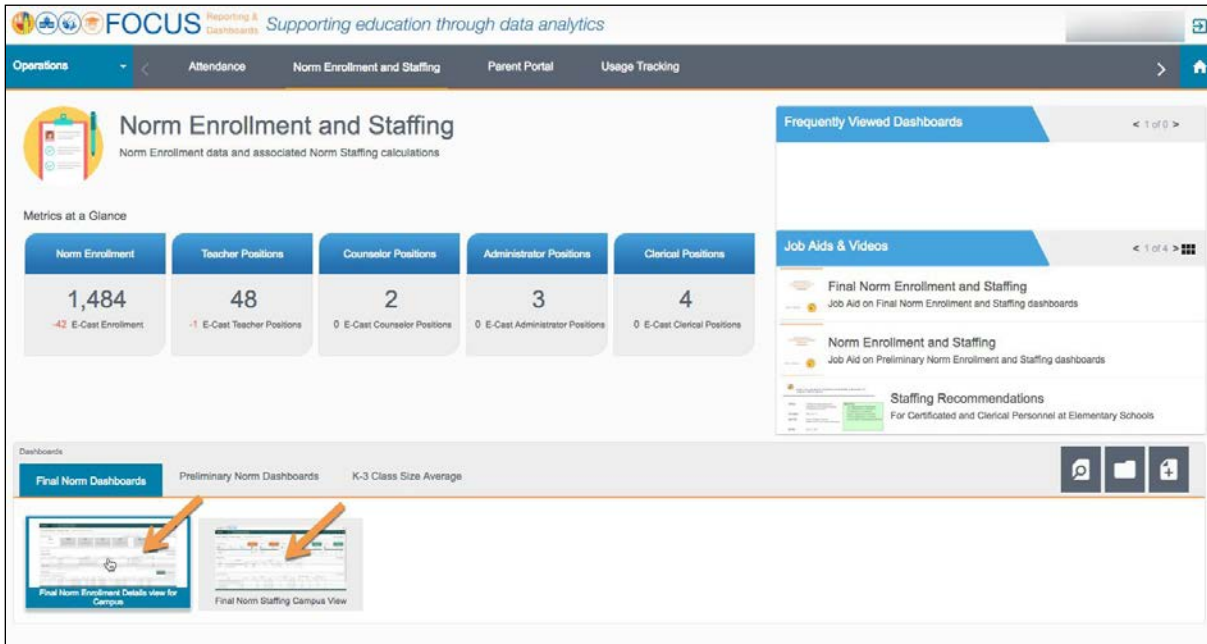 FOCUS Reporting & Dashboards Supporting education through data analytics
Operations Attendance Norm Enrollment and Staffing Parent Portal Usage Tracking
Norm Enrollment and Staffing
Norm Enrollment data and associated Norm Staffing calculations
Metrics at a Glance
Norm Enrollment Teacher Positions Counselor Positions Administrator Positions Clerical Positions
1,484 48 2 3 4
-42 E-Cast Enrollment -1 E-Cast Teacher Positions 0 E-Cast Counselor Positions 0 E-Cast Administrator Positions 0 E-Cast Clerical Positions
Frequently Viewed Dashboards < 1 of 0 >
Job Aids & Videos < 1 of 4 >
Final Norm Enrollment and Staffing
Job Aid on Final Norm Enrollment and Staffing dashboards
Norm Enrollment and Staffing
Job Aid on Preliminary Norm Enrollment and Staffing dashboards
Staffing Recommendations
For Certificated and Clerical Personnel at Elementary Schools
Dashboards
Final Norm Dashboards Preliminary Norm Dashboards K-3 Class Size Average
Final Norm Enrollment Details view for
Campus
Final Norm Staffing Campus View